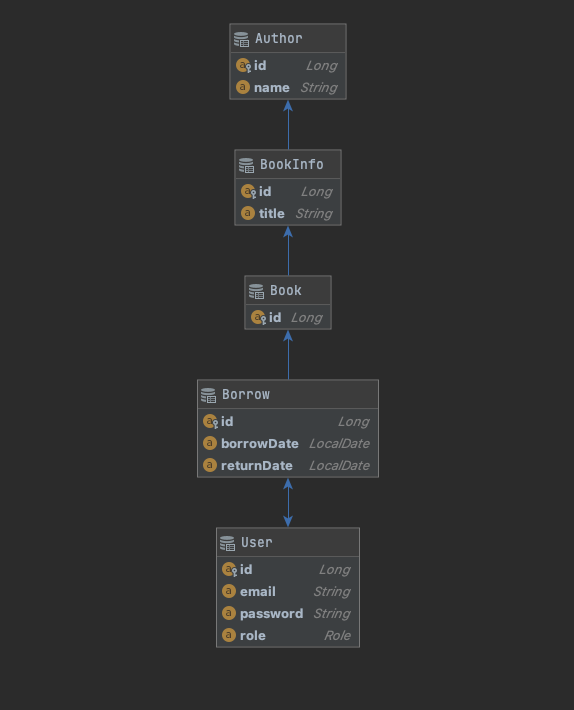 Author
id Long
name String
BookInfo
id Long
title String
Book
id Long
Borrow
id Long
borrowDate LocalDate
returnDate LocalDate
User
id Long
email String
password String
role Role